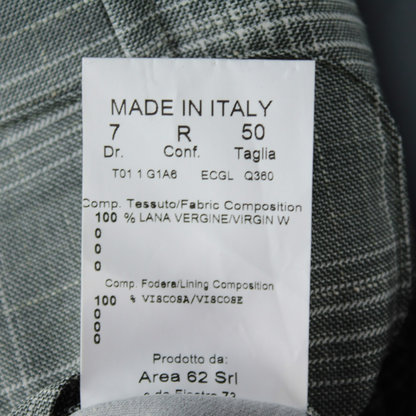 MADE IN ITALY
7 R 50
Dr. Conf. Taglia
T01 1 G1A6 ECGL Q360
Comp. Tessuto/Fabric Composition
100 % LANA VERGINE/VIRGIN W
0
0
0
Comp. Fodera/Lining Composition
100 % VISCOSA/VISCOSE
0
0
0
Prodotto da:
Area 62 Srl
73